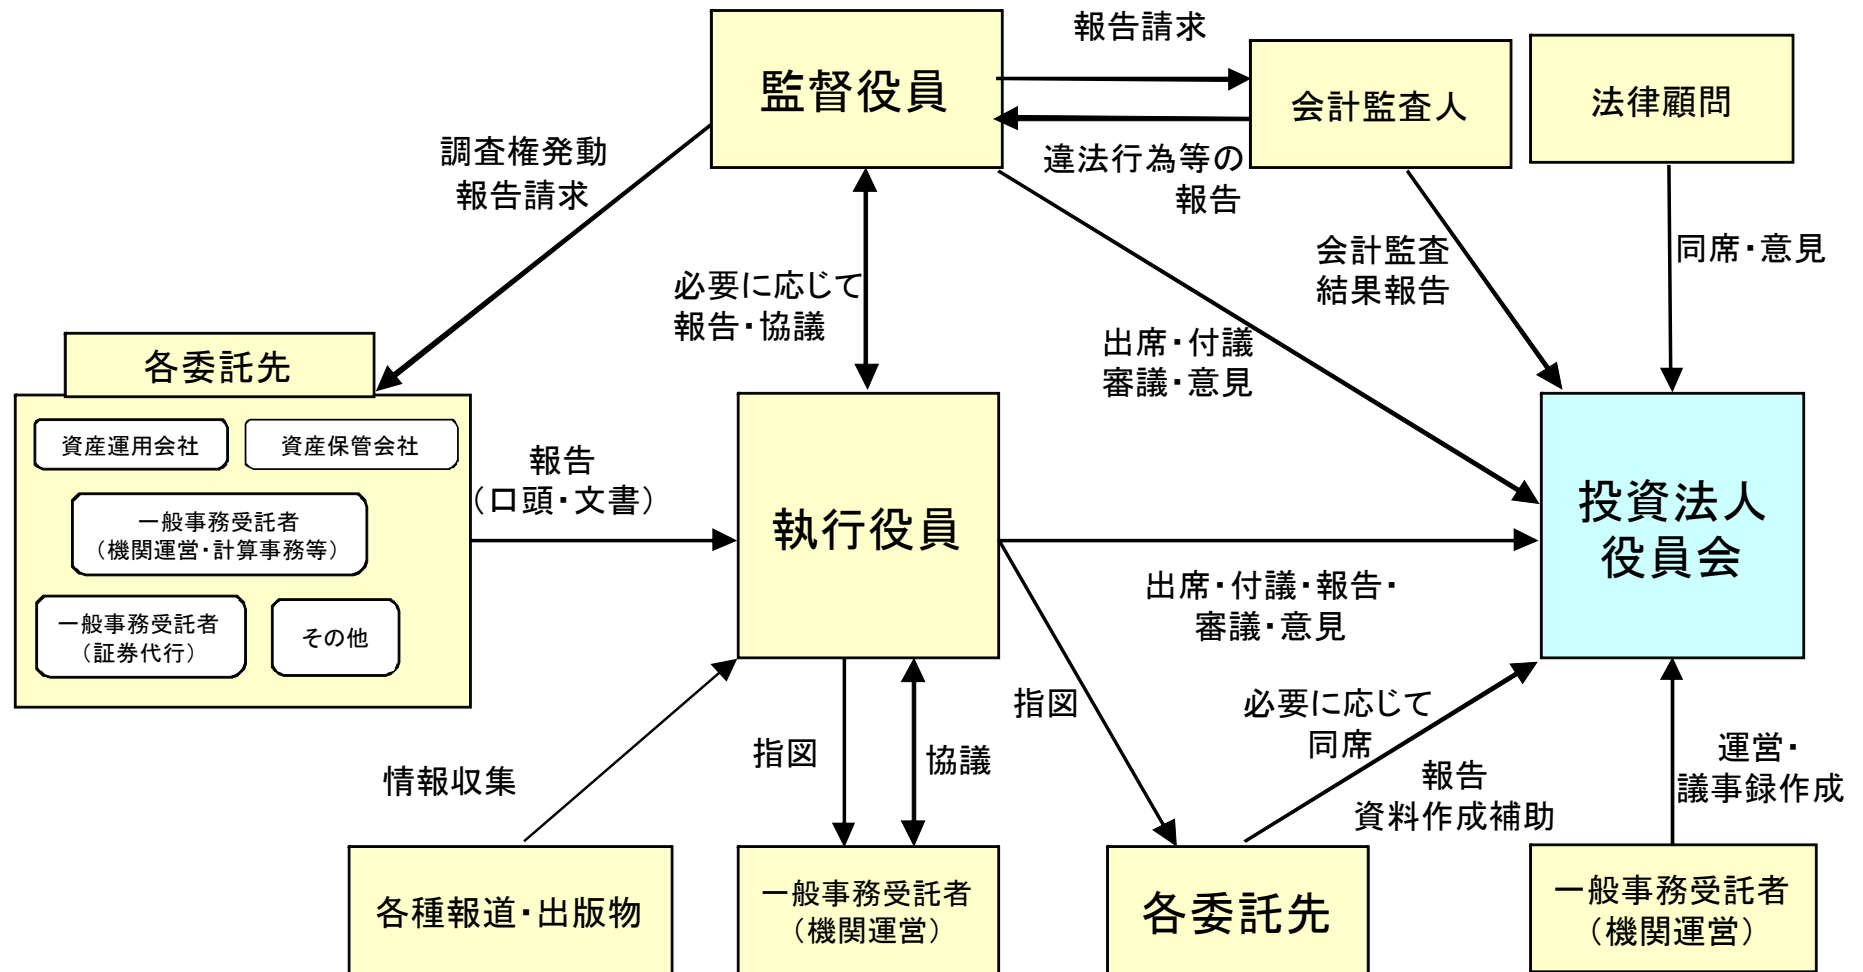 報告請求
監督役員
会計監査人
法律顧問
調査権発動
報告請求
違法行為等の
報告
会計監査
結果報告
同席・意見
必要に応じて
報告・協議
出席・付議
審議・意見
各委託先
資産運用会社
資産保管会社
一般事務受託者
（機関運営・計算事務等）
一般事務受託者
（証券代行）
その他
報告
（口頭・文書）
執行役員
投資法人
役員会
出席・付議・報告・
審議・意見
情報収集
指図
協議
指図
必要に応じて
同席
報告
資料作成補助
運営・
議事録作成
各種報道・出版物
一般事務受託者
（機関運営）
各委託先
一般事務受託者
（機関運営）